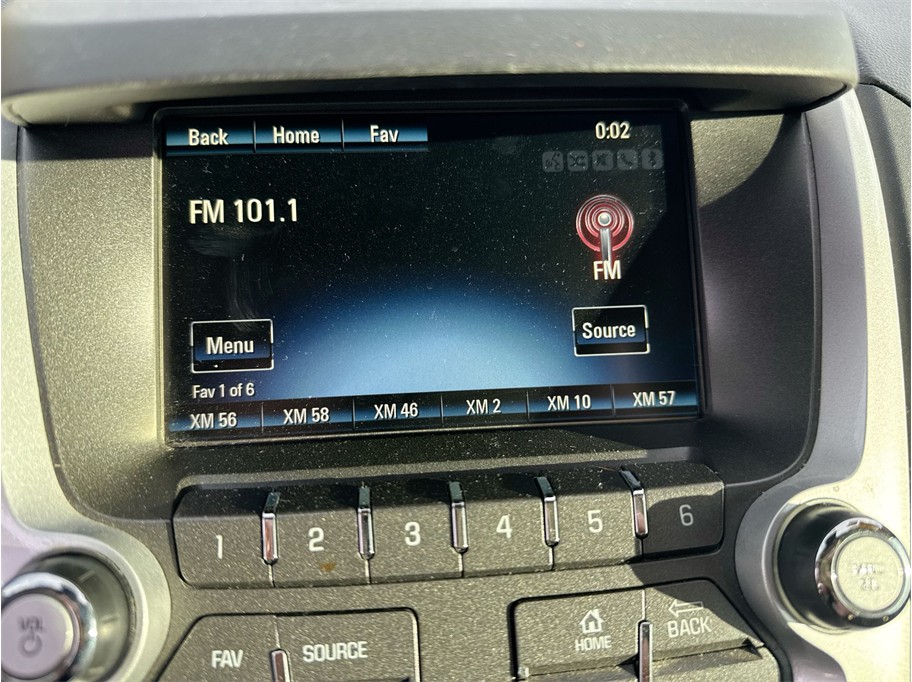 Back Home Fav 0:02
FM 101.1
FM
Menu Source
Fav 1 of 6
XM 56 XM 58 XM 46 XM 2 XM 10 XM 57
1 2 3 4 5 6
VOL
FAV SOURCE HOME BACK